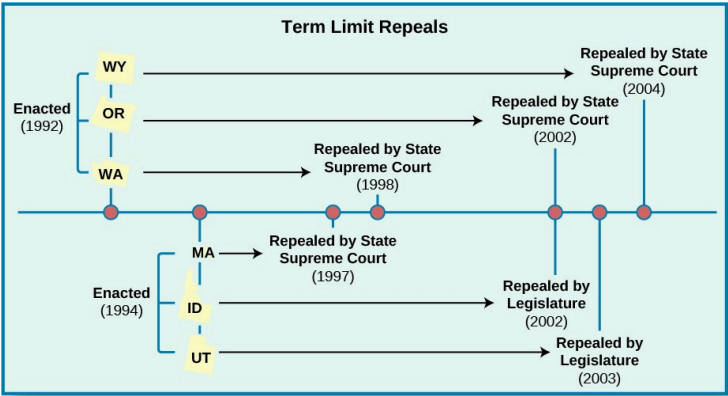 Term Limit Repeals
WY
Repealed by State
Supreme Court
(2004)
Enacted
(1992)
OR
Repealed by State
Supreme Court
(2002)
WA
Repealed by State
Supreme Court
(1998)
MA
Repealed by State
Supreme Court
(1997)
Enacted
(1994)
ID
Repealed by
Legislature
(2002)
UT
Repealed by
Legislature
(2003)